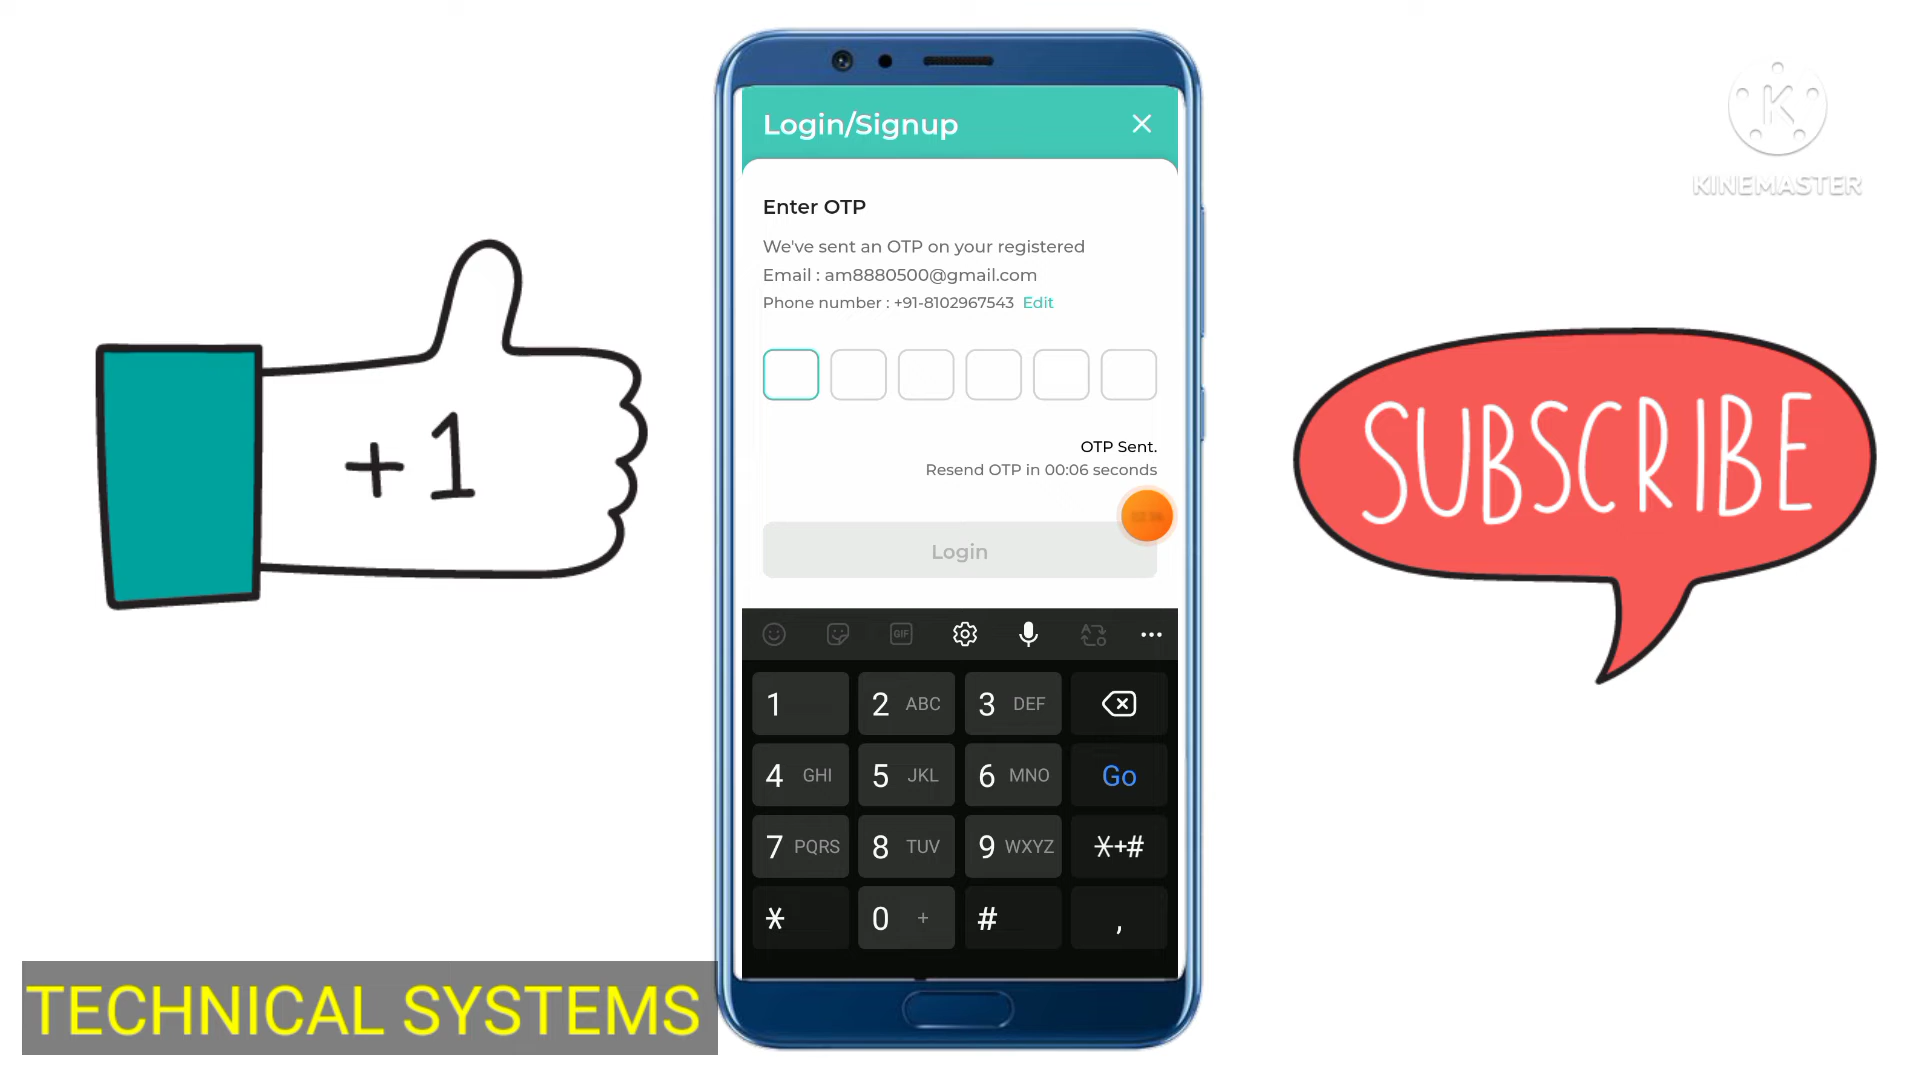 Login/Signup
KINEMASTER
Enter OTP
We've sent an OTP on your registered
Email : am8880500@gmail.com
Phone number : +91-8102967543 Edit
+1
SUBSCRIBE
OTP Sent.
Resend OTP in 00:06 seconds
Login
GIF
1
2 ABC
3 DEF
4 GHI
5 JKL
6 MNO
Go
7 PQRS
8 TUV
9 WXYZ
*+#
*
0 +
#
,
TECHNICAL SYSTEMS